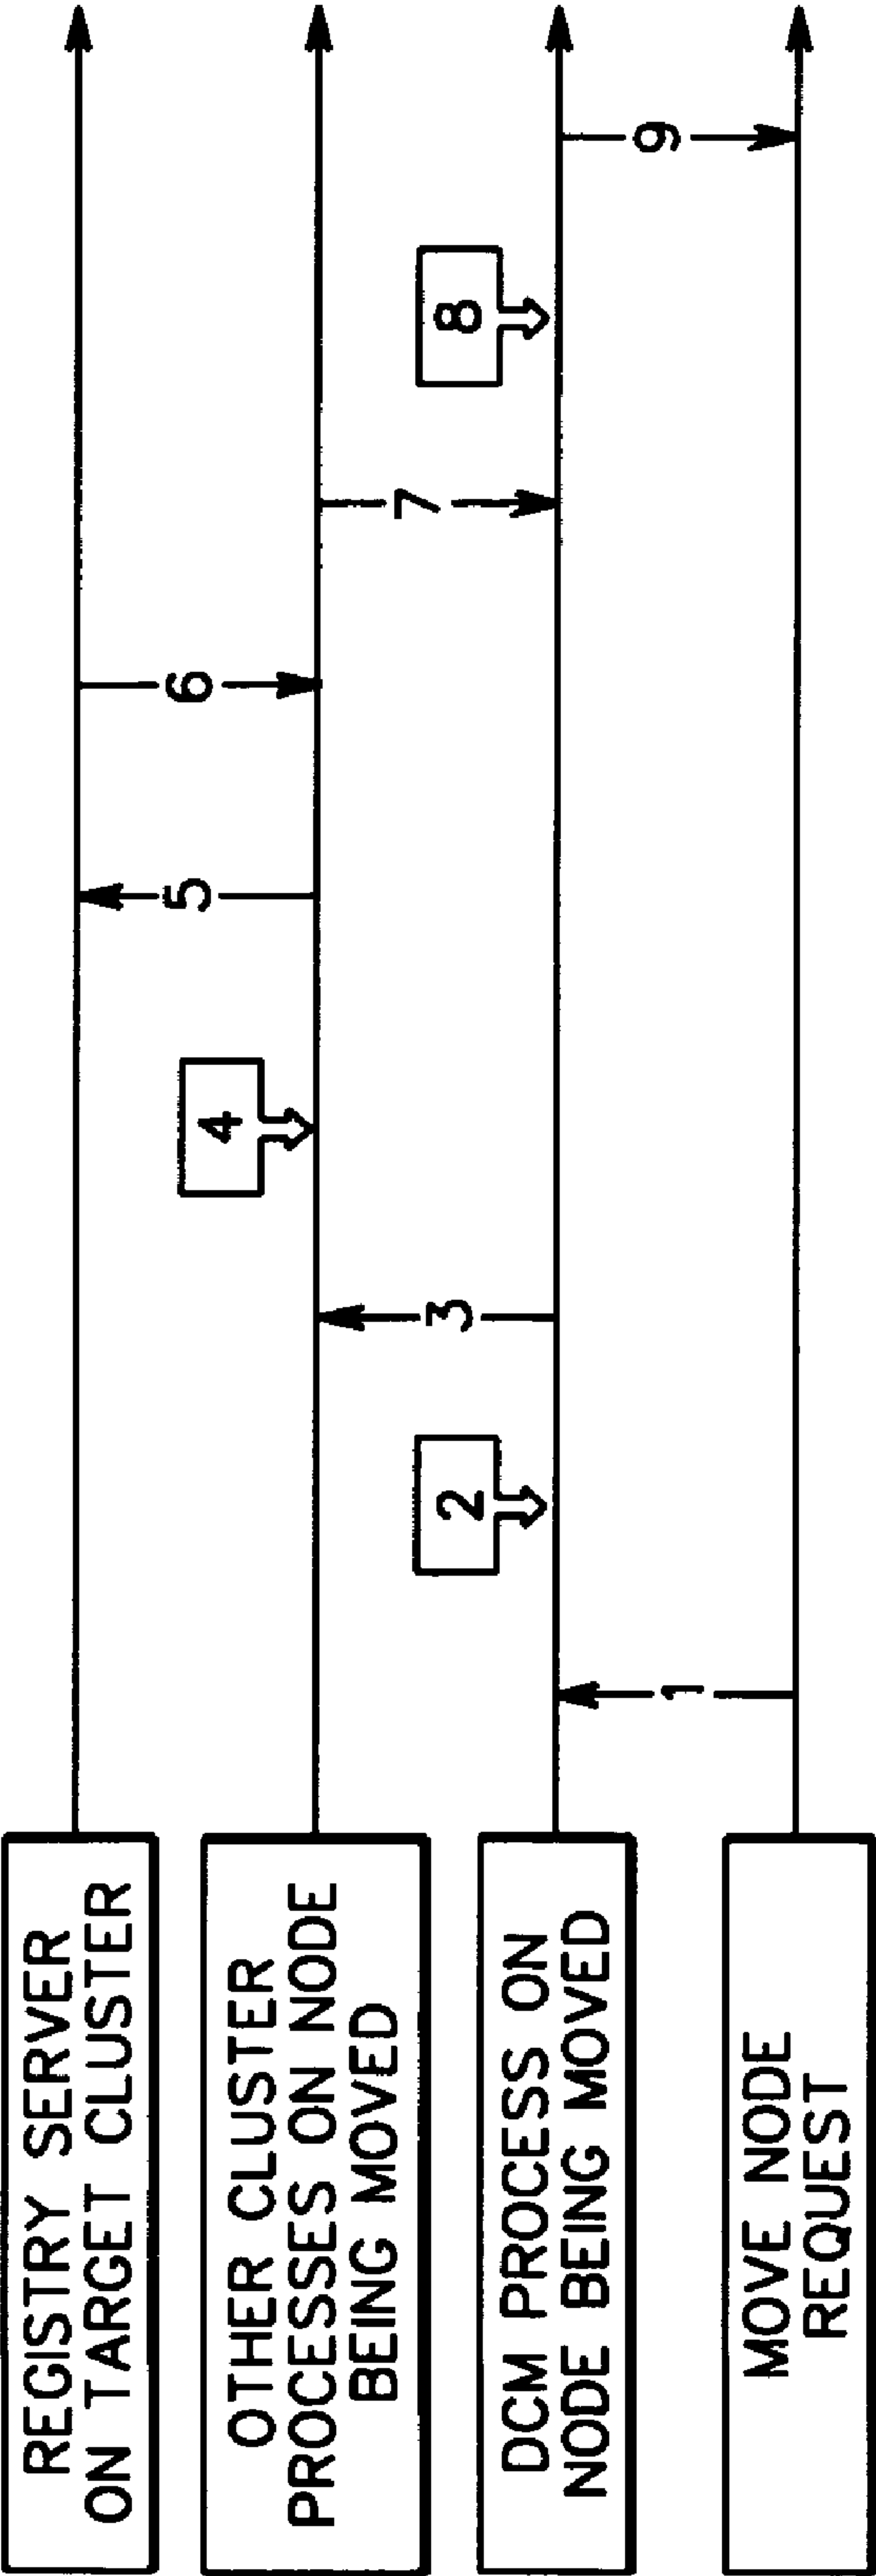 REGISTRY SERVER
ON TARGET CLUSTER
OTHER CLUSTER
PROCESSES ON NODE
BEING MOVED
DCM PROCESS ON
NODE BEING MOVED
MOVE NODE
REQUEST
1
2
3
4
5
6
7
8
9